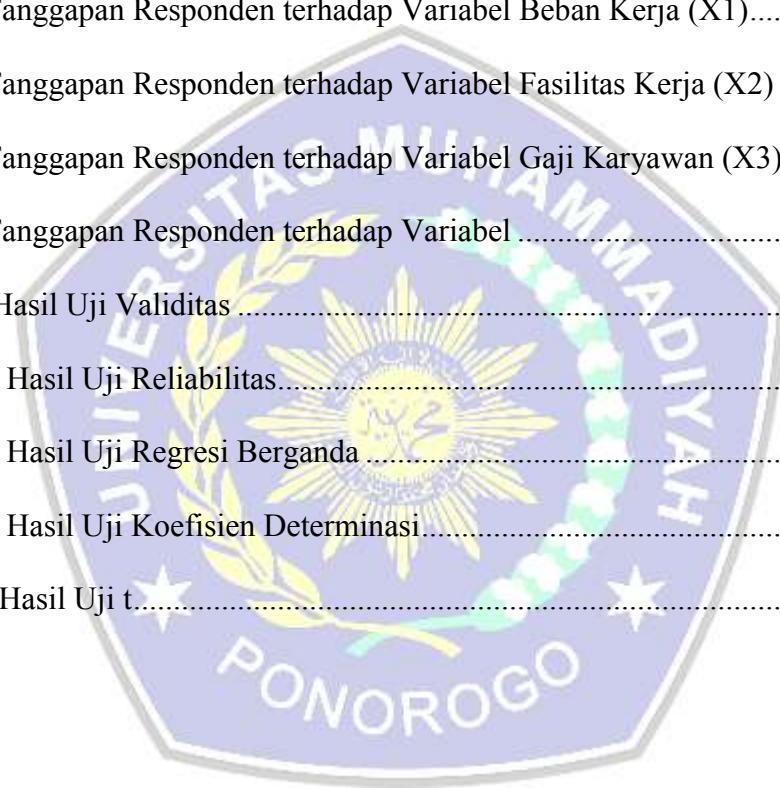 Tanggapan Responden terhadap Variabel Beban Kerja (X1)....
Tanggapan Responden terhadap Variabel Fasilitas Kerja (X2)
Tanggapan Responden terhadap Variabel Gaji Karyawan (X3)
Tanggapan Responden terhadap Variabel ..........................................
Hasil Uji Validitas ...................................................................................
Hasil Uji Reliabilitas.............................................................................
Hasil Uji Regresi Berganda ................................................................
Hasil Uji Koefisien Determinasi.......................................................
Hasil Uji t..................................................................................................
UNIVERSITAS MUHAMMADIYAH
PONOROGO